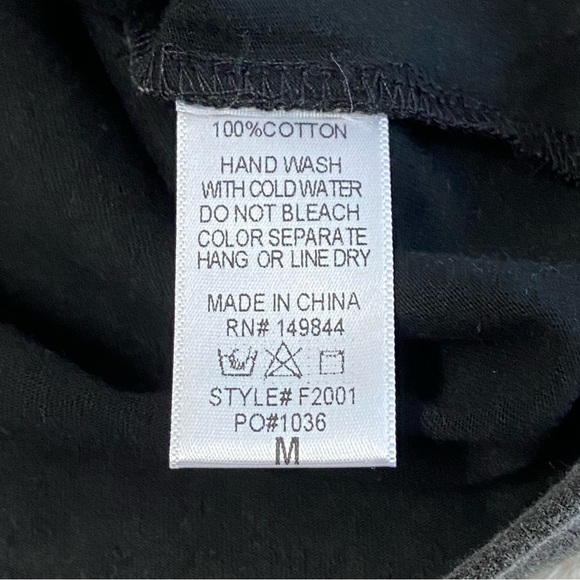 100%COTTON
HAND WASH
WITH COLD WATER
DO NOT BLEACH
COLOR SEPARATE
HANG OR LINE DRY
MADE IN CHINA
RN# 149844
STYLE# F2001
PO#1036
M